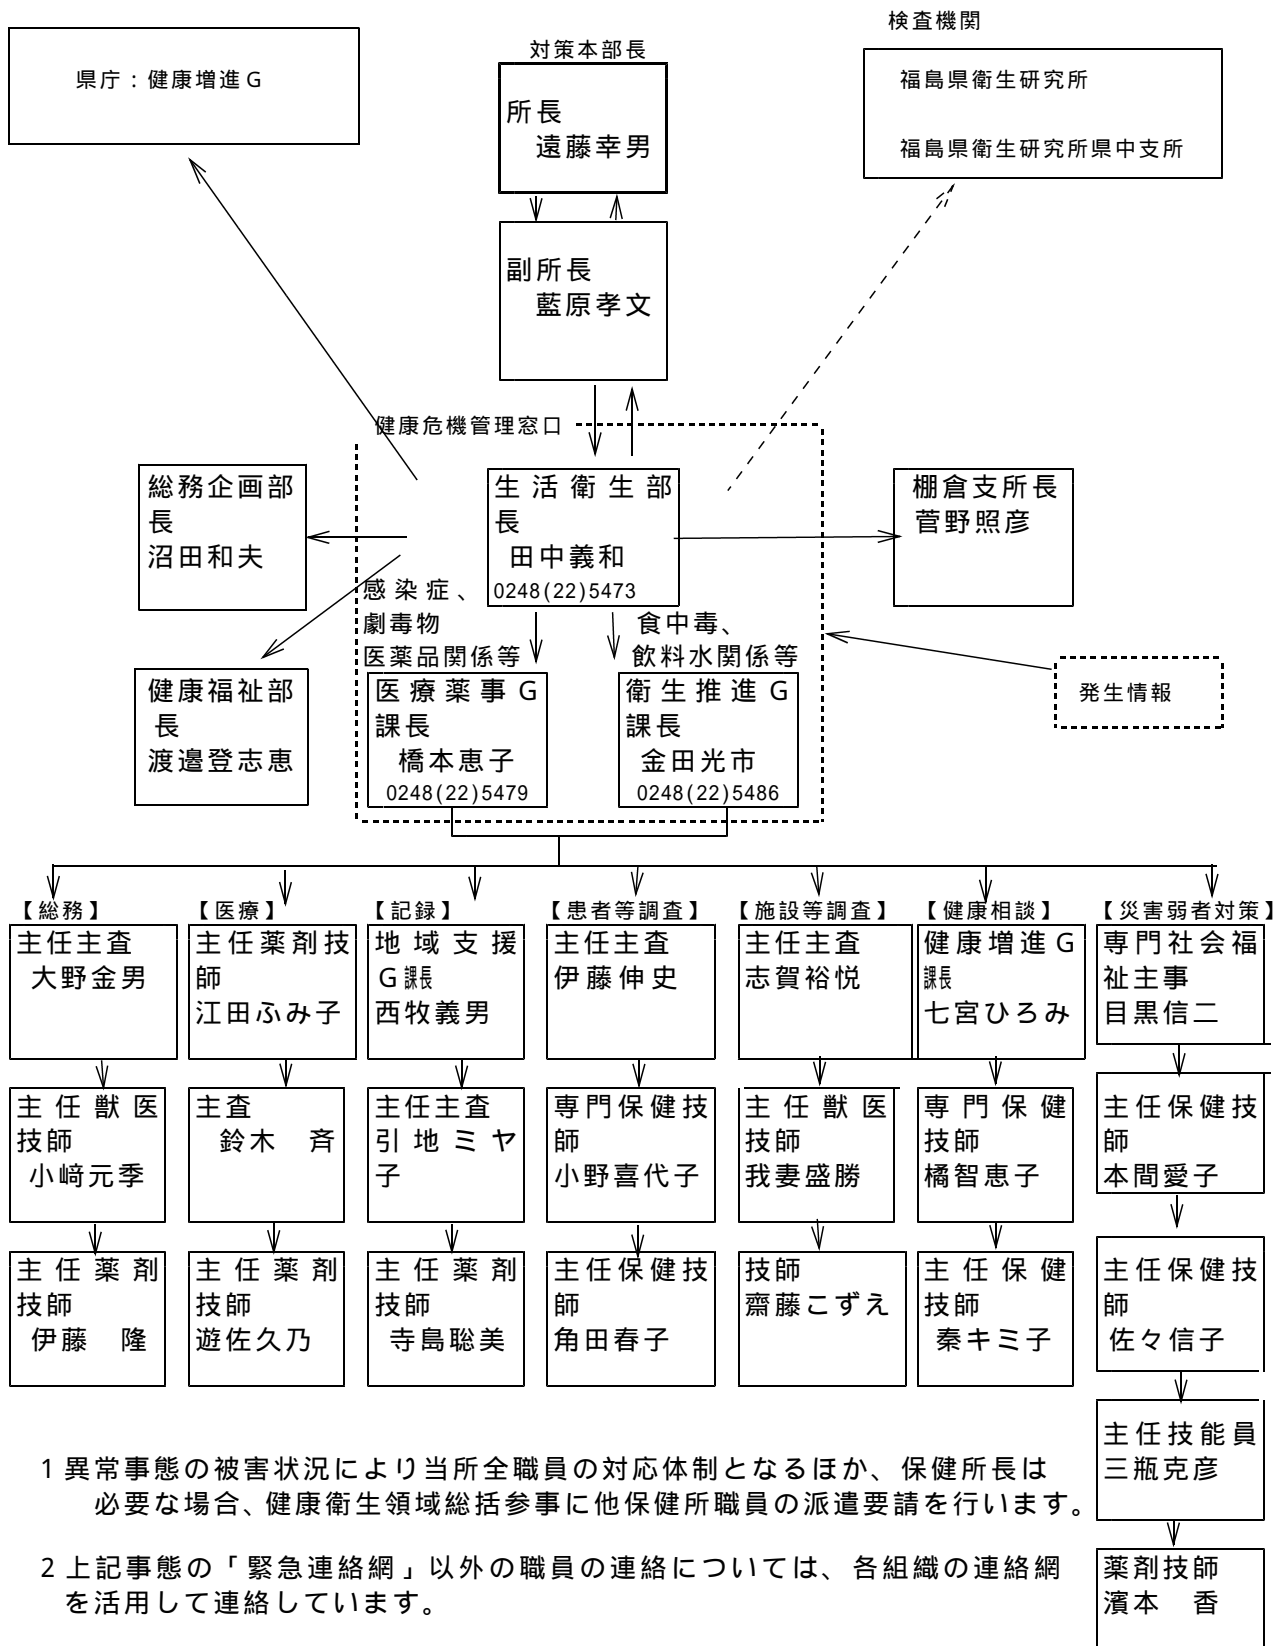 検査機関
県庁：健康増進G
対策本部長
所長
遠藤幸男
福島県衛生研究所
福島県衛生研究所県中支所
副所長
藍原孝文
健康危機管理窓口
総務企画部
長
沼田和夫
生活衛生部
長
田中義和
0248(22)5473
棚倉支所長
菅野照彦
感染症、
劇毒物
医薬品関係等
食中毒、
飲料水関係等
健康福祉部
長
渡邉登志恵
医療薬事G
課長
橋本恵子
0248(22)5479
衛生推進G
課長
金田光市
0248(22)5486
発生情報
【総務】
主任主査
大野金男
主任獣医
技師
小﨑元季
主任薬剤
技師
伊藤　隆
【医療】
主任薬剤技
師
江田ふみ子
主査
鈴木　斉
主任薬剤
技師
遊佐久乃
【記録】
地域支援
G課長
西牧義男
主任主査
引地ミヤ
子
主任薬剤
技師
寺島聡美
【患者等調査】
主任主査
伊藤伸史
専門保健技
師
小野喜代子
主任保健技
師
角田春子
【施設等調査】
主任主査
志賀裕悦
主任獣医
技師
我妻盛勝
技師
齋藤こずえ
【健康相談】
健康増進G
課長
七宮ひろみ
専門保健
技師
橘智恵子
主任保健
技師
秦キミ子
【災害弱者対策】
専門社会福
祉主事
目黒信二
主任保健技
師
本間愛子
主任保健技
師
佐々信子
主任技能員
三瓶克彦
薬剤技師
濱本　香
1 異常事態の被害状況により当所全職員の対応体制となるほか、保健所長は
必要な場合、健康衛生領域総括参事に他保健所職員の派遣要請を行います。
2 上記事態の「緊急連絡網」以外の職員の連絡については、各組織の連絡網
を活用して連絡しています。